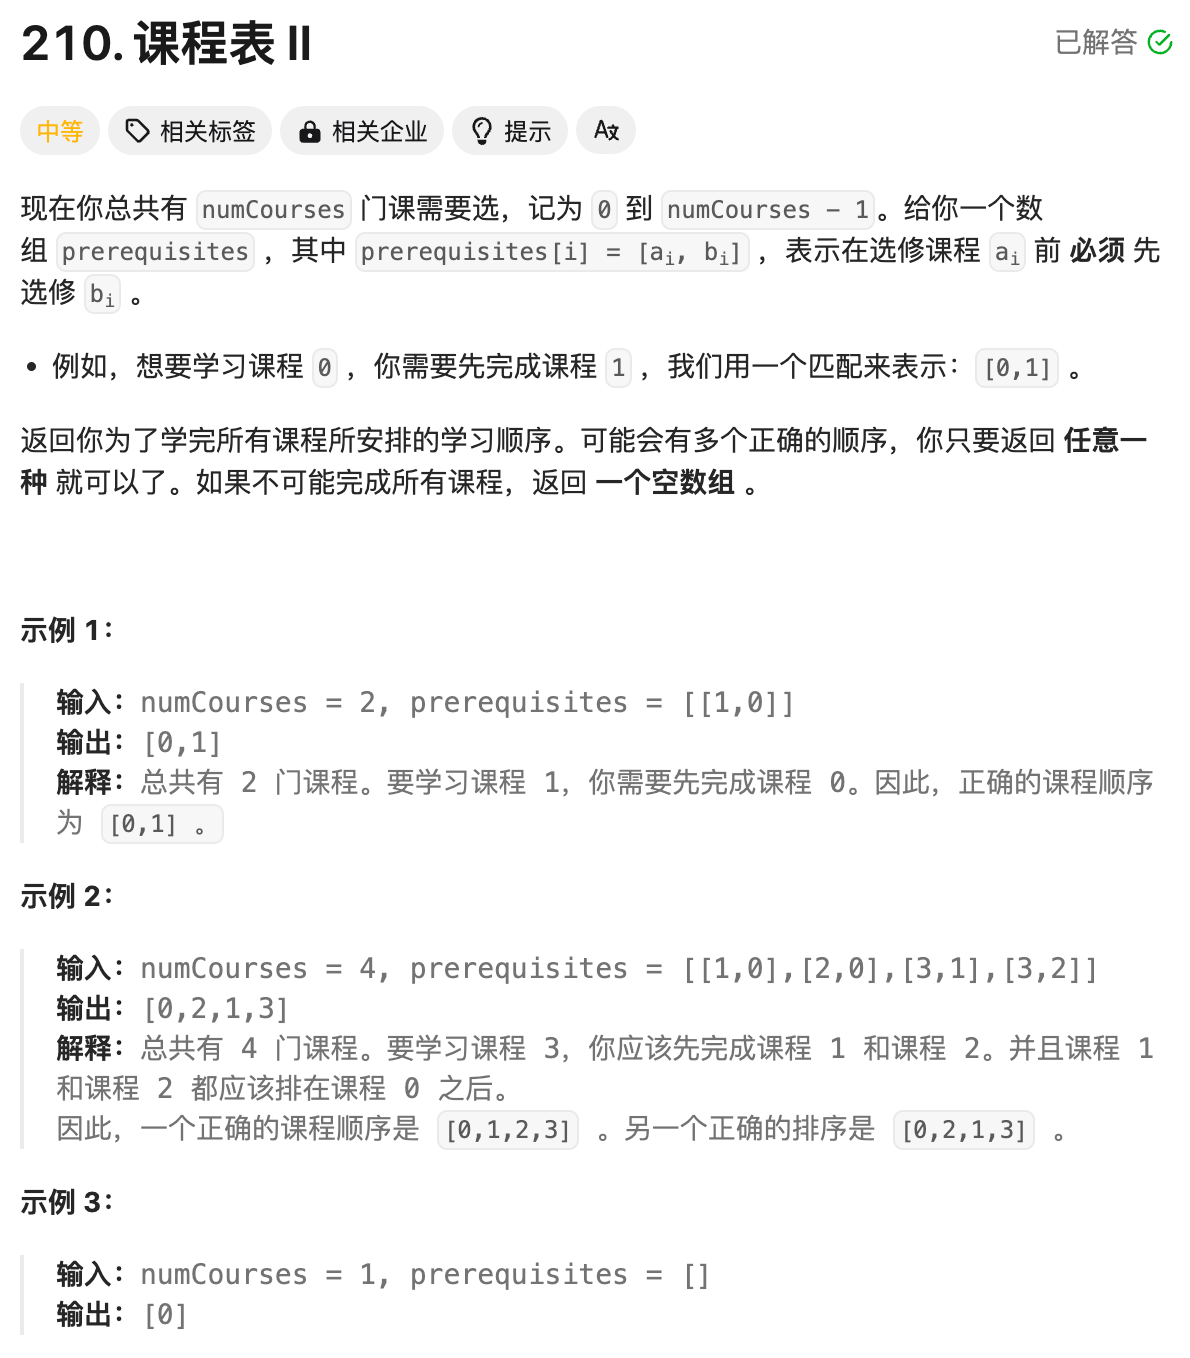 210. 课程表 II
已解答
中等 相关标签 相关企业 提示
现在你总共有 numCourses 门课需要选，记为 0 到 numCourses - 1。给你一个数
组 prerequisites ，其中 prerequisites[i] = [ai, bi] ，表示在选修课程 ai 前 必须 先
选修 bi 。
• 例如，想要学习课程 0 ，你需要先完成课程 1 ，我们用一个匹配来表示：[0,1] 。
返回你为了学完所有课程所安排的学习顺序。可能会有多个正确的顺序，你只要返回 任意一
种 就可以了。如果不可能完成所有课程，返回 一个空数组 。
示例 1：
输入：numCourses = 2, prerequisites = [[1,0]]
输出：[0,1]
解释：总共有 2 门课程。要学习课程 1，你需要先完成课程 0。因此，正确的课程顺序
为 [0,1] 。
示例 2：
输入：numCourses = 4, prerequisites = [[1,0],[2,0],[3,1],[3,2]]
输出：[0,2,1,3]
解释：总共有 4 门课程。要学习课程 3，你应该先完成课程 1 和课程 2。并且课程 1
和课程 2 都应该排在课程 0 之后。
因此，一个正确的课程顺序是 [0,1,2,3] 。另一个正确的排序是 [0,2,1,3] 。
示例 3：
输入：numCourses = 1, prerequisites = []
输出：[0]